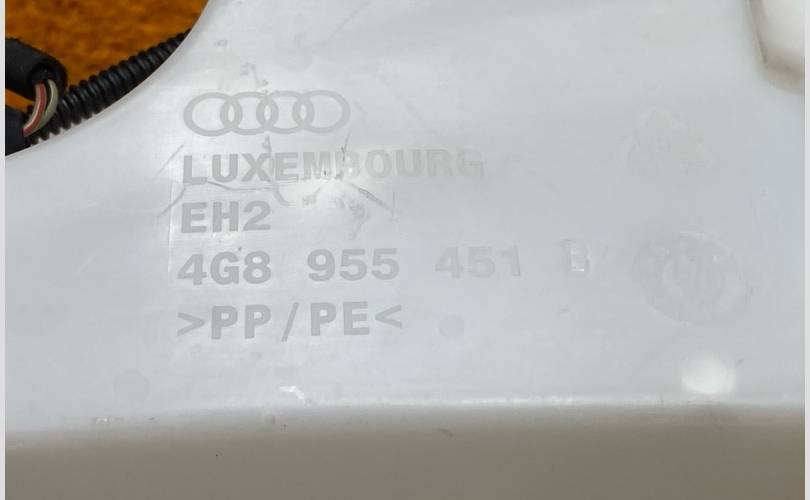 LUXEMBOURG
EH2
4G8 955 451 B
>PP/PE<